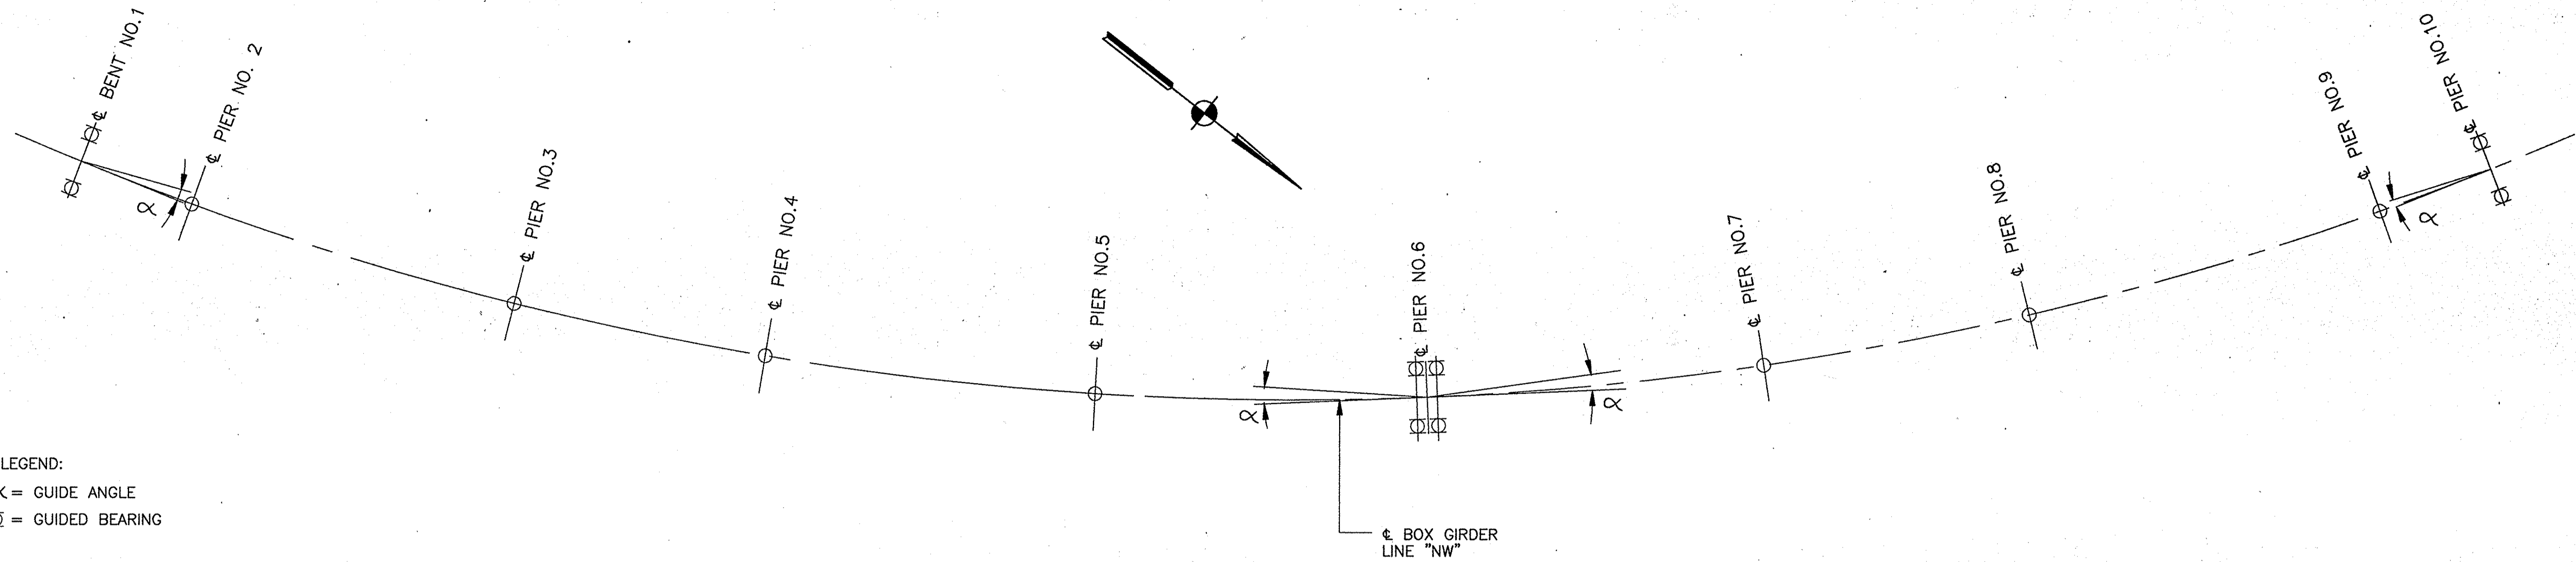 ℄ BENT NO.1
℄ PIER NO. 2
℄ PIER NO.3
℄ PIER NO.4
℄ PIER NO.5
℄ PIER NO.6
℄ PIER NO.7
℄ PIER NO.8
℄ PIER NO.9
℄ PIER NO.10
α
α
α
α
LEGEND:
α = GUIDE ANGLE
= GUIDED BEARING
℄ BOX GIRDER
LINE "NW"